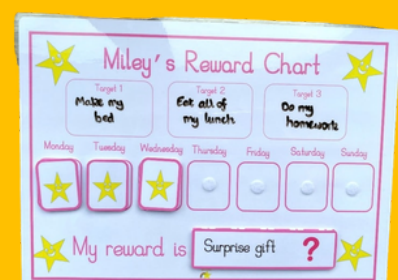 Miley's Reward Chart
Target 1 Target 2 Target 3
Make my bed
Eat all of my lunch
Do my homework
Monday Tuesday Wednesday Thursday Friday Saturday Sunday
My reward is Surprise gift ?